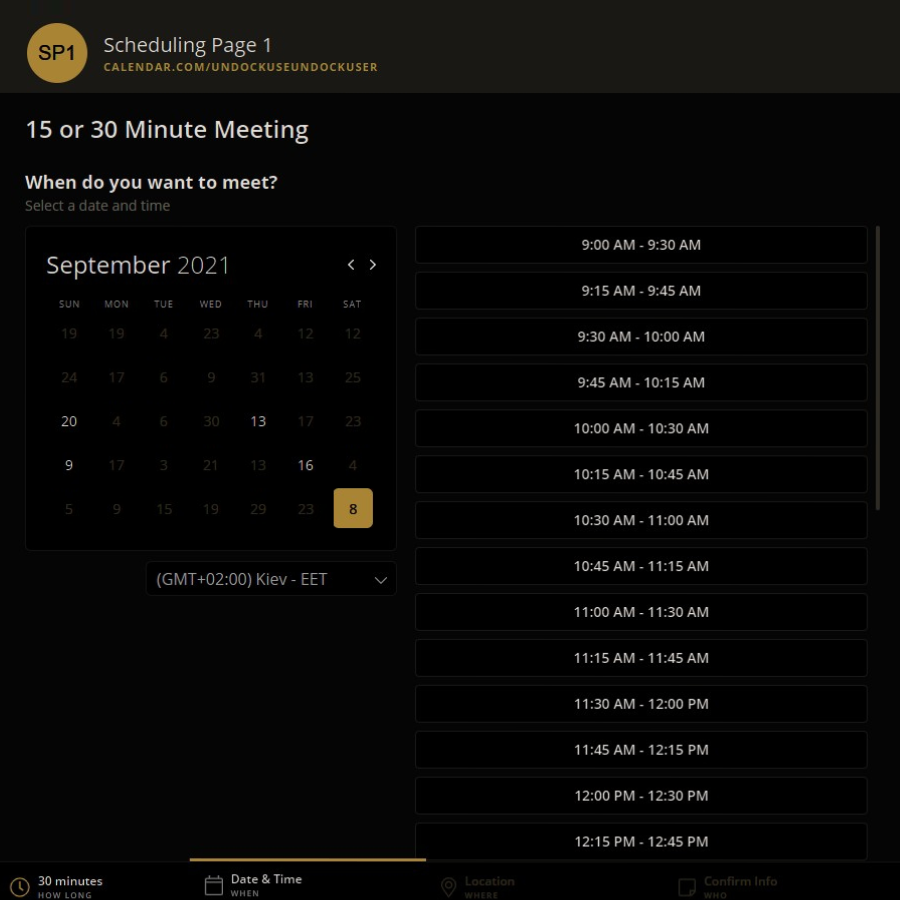 SP1
Scheduling Page 1
CALENDAR.COM/UNDOCKUSEUNDOCKUSER
15 or 30 Minute Meeting
When do you want to meet?
Select a date and time
September 2021
SUN MON TUE WED THU FRI SAT
19 19 4 23 4 12 12
24 17 6 9 31 13 25
20 4 6 30 13 17 23
9 17 3 21 13 16 4
5 9 15 19 29 23 8
(GMT+02:00) Kiev - EET
9:00 AM - 9:30 AM
9:15 AM - 9:45 AM
9:30 AM - 10:00 AM
9:45 AM - 10:15 AM
10:00 AM - 10:30 AM
10:15 AM - 10:45 AM
10:30 AM - 11:00 AM
10:45 AM - 11:15 AM
11:00 AM - 11:30 AM
11:15 AM - 11:45 AM
11:30 AM - 12:00 PM
11:45 AM - 12:15 PM
12:00 PM - 12:30 PM
12:15 PM - 12:45 PM
30 minutes
HOW LONG
Date & Time
WHEN
Location
WHERE
Confirm Info
WHO